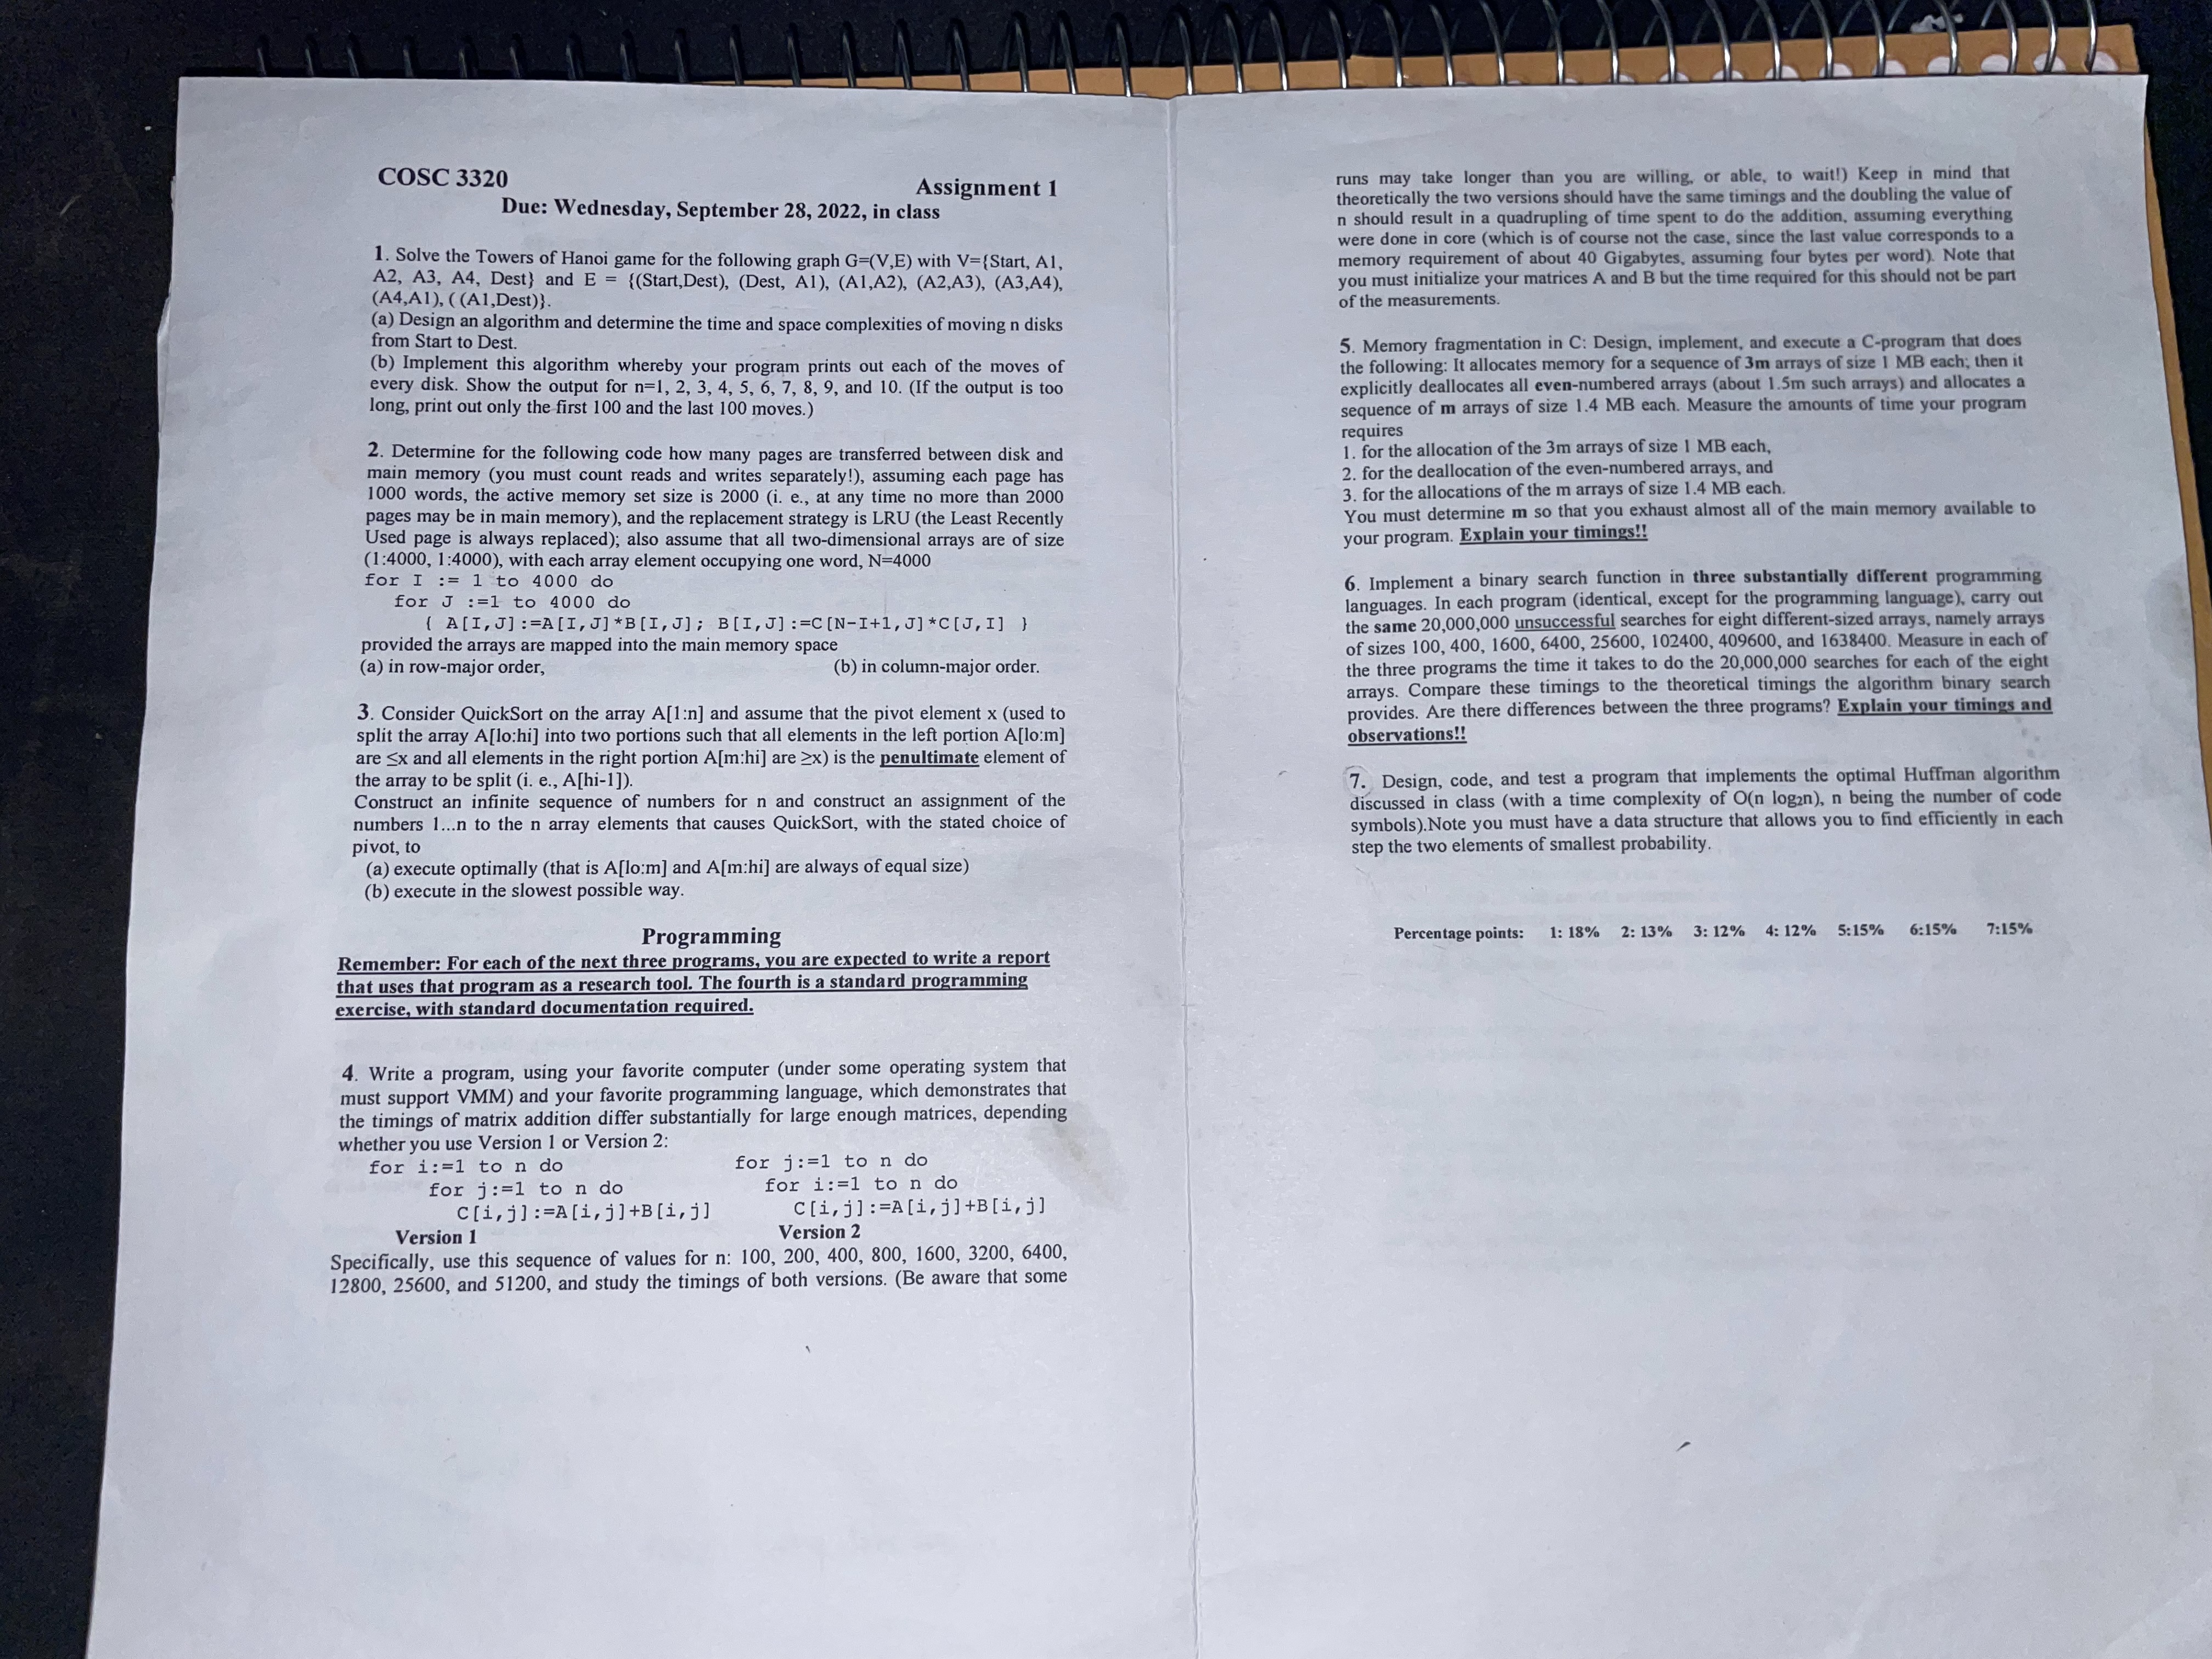 COSC 3320
Assignment 1
Due: Wednesday, September 28, 2022, in class
1. Solve the Towers of Hanoi game for the following graph G=(V,E) with V={Start, A1,
A2, A3, A4, Dest} and E = {(Start,Dest), (Dest, A1), (A1,A2), (A2,A3), (A3,A4),
(A4,A1), ( (A1,Dest)}.
(a) Design an algorithm and determine the time and space complexities of moving n disks
from Start to Dest.
(b) Implement this algorithm whereby your program prints out each of the moves of
every disk. Show the output for n=1, 2, 3, 4, 5, 6, 7, 8, 9, and 10. (If the output is too
long, print out only the first 100 and the last 100 moves.)
2. Determine for the following code how many pages are transferred between disk and
main memory (you must count reads and writes separately!), assuming each page has
1000 words, the active memory set size is 2000 (i. e., at any time no more than 2000
pages may be in main memory), and the replacement strategy is LRU (the Least Recently
Used page is always replaced); also assume that all two-dimensional arrays are of size
(1:4000, 1:4000), with each array element occupying one word, N=4000
for I := 1 to 4000 do
for J :=1 to 4000 do
{ A[I,J]:=A[I,J]*B[I,J]; B[I,J]:=C[N-I+1,J]*C[J,I] }
provided the arrays are mapped into the main memory space
(a) in row-major order, (b) in column-major order.
3. Consider QuickSort on the array A[1:n] and assume that the pivot element x (used to
split the array A[lo:hi] into two portions such that all elements in the left portion A[lo:m]
are ≤x and all elements in the right portion A[m:hi] are ≥x) is the penultimate element of
the array to be split (i. e., A[hi-1]).
Construct an infinite sequence of numbers for n and construct an assignment of the
numbers 1...n to the n array elements that causes QuickSort, with the stated choice of
pivot, to
(a) execute optimally (that is A[lo:m] and A[m:hi] are always of equal size)
(b) execute in the slowest possible way.
Programming
Remember: For each of the next three programs, you are expected to write a report
that uses that program as a research tool. The fourth is a standard programming
exercise, with standard documentation required.
4. Write a program, using your favorite computer (under some operating system that
must support VMM) and your favorite programming language, which demonstrates that
the timings of matrix addition differ substantially for large enough matrices, depending
whether you use Version 1 or Version 2:
for i:=1 to n do for j:=1 to n do
for j:=1 to n do for i:=1 to n do
C[i,j]:=A[i,j]+B[i,j] C[i,j]:=A[i,j]+B[i,j]
Version 1 Version 2
Specifically, use this sequence of values for n: 100, 200, 400, 800, 1600, 3200, 6400,
12800, 25600, and 51200, and study the timings of both versions. (Be aware that some
runs may take longer than you are willing, or able, to wait!) Keep in mind that
theoretically the two versions should have the same timings and the doubling the value of
n should result in a quadrupling of time spent to do the addition, assuming everything
were done in core (which is of course not the case, since the last value corresponds to a
memory requirement of about 40 Gigabytes, assuming four bytes per word). Note that
you must initialize your matrices A and B but the time required for this should not be part
of the measurements.
5. Memory fragmentation in C: Design, implement, and execute a C-program that does
the following: It allocates memory for a sequence of 3m arrays of size 1 MB each; then it
explicitly deallocates all even-numbered arrays (about 1.5m such arrays) and allocates a
sequence of m arrays of size 1.4 MB each. Measure the amounts of time your program
requires
1. for the allocation of the 3m arrays of size 1 MB each,
2. for the deallocation of the even-numbered arrays, and
3. for the allocations of the m arrays of size 1.4 MB each.
You must determine m so that you exhaust almost all of the main memory available to
your program. Explain your timings!!
6. Implement a binary search function in three substantially different programming
languages. In each program (identical, except for the programming language), carry out
the same 20,000,000 unsuccessful searches for eight different-sized arrays, namely arrays
of sizes 100, 400, 1600, 6400, 25600, 102400, 409600, and 1638400. Measure in each of
the three programs the time it takes to do the 20,000,000 searches for each of the eight
arrays. Compare these timings to the theoretical timings the algorithm binary search
provides. Are there differences between the three programs? Explain your timings and
observations!!
7. Design, code, and test a program that implements the optimal Huffman algorithm
discussed in class (with a time complexity of O(n log2n), n being the number of code
symbols).Note you must have a data structure that allows you to find efficiently in each
step the two elements of smallest probability.
Percentage points: 1: 18% 2: 13% 3: 12% 4: 12% 5:15% 6:15% 7:15%